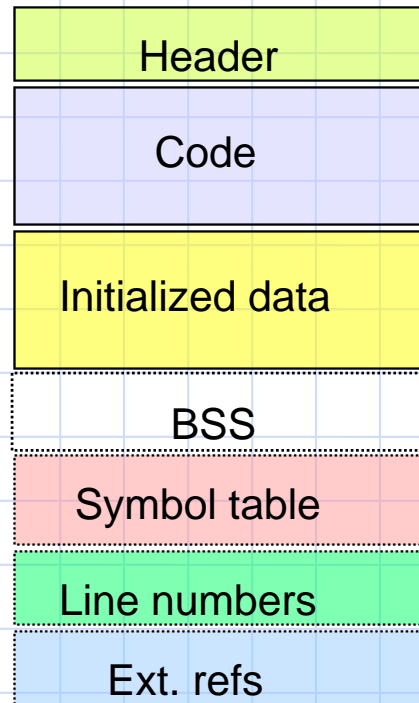 Header
Code
Initialized data
BSS
Symbol table
Line numbers
Ext. refs